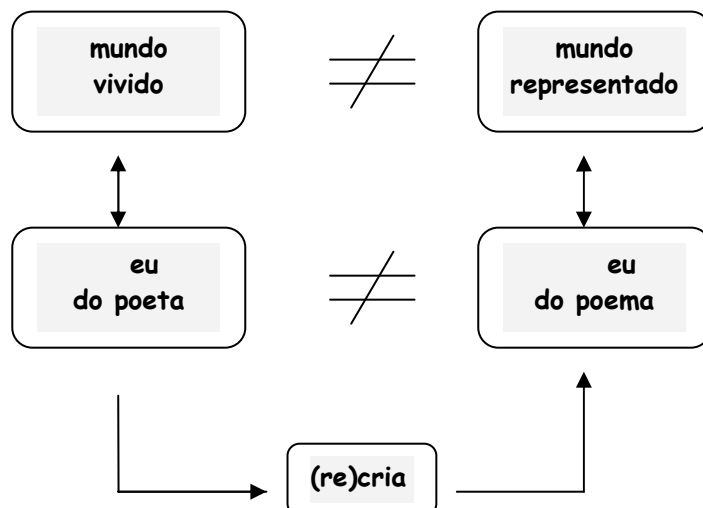 mundo
vivido
≠
mundo
representado
eu
do poeta
≠
eu
do poema
(re)cria